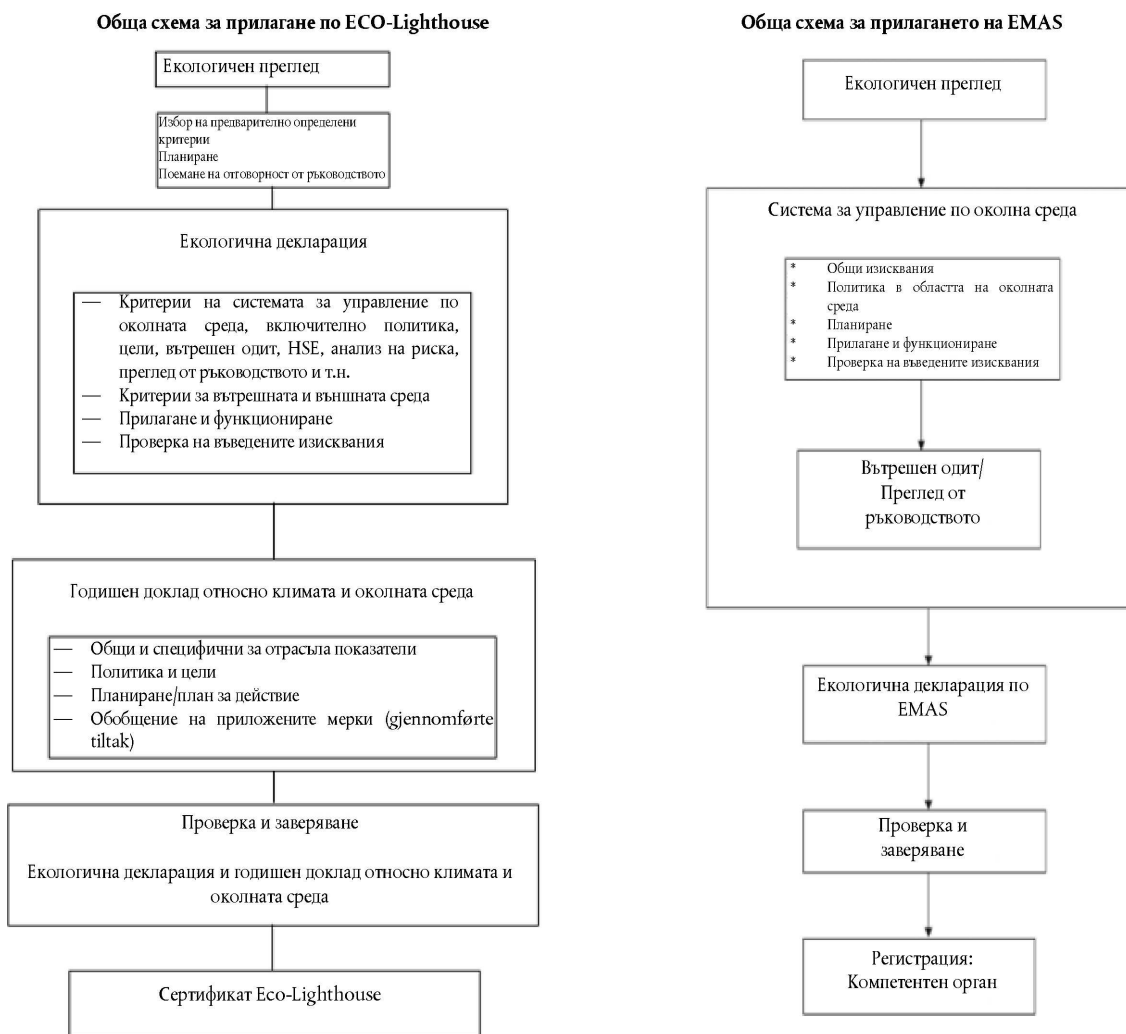 Обща схема за прилагане по ECO-Lighthouse
Екологичен преглед
Избор на предварително определени
критерии
Планиране
Поемане на отговорност от ръководството
Екологична декларация
— Критерии на системата за управление по
околната среда, включително политика,
цели, вътрешен одит, HSE, анализ на риска,
преглед от ръководството и т.н.
— Критерии за вътрешната и външната среда
— Прилагане и функциониране
— Проверка на въведените изисквания
Годишен доклад относно климата и околната среда
— Общи и специфични за отрасъла показатели
— Политика и цели
— Планиране/план за действие
— Обобщение на приложените мерки (gjennomførte
tiltak)
Проверка и заверяване
Екологична декларация и годишен доклад относно климата и
околната среда
Сертификат Eco-Lighthouse
Обща схема за прилагането на EMAS
Екологичен преглед
Система за управление по околна среда
* Общи изисквания
* Политика в областта на околната
среда
* Планиране
* Прилагане и функциониране
* Проверка на въведените изисквания
Вътрешен одит/
Преглед от
ръководството
Екологична декларация по
EMAS
Проверка и
заверяване
Регистрация:
Компетентен орган